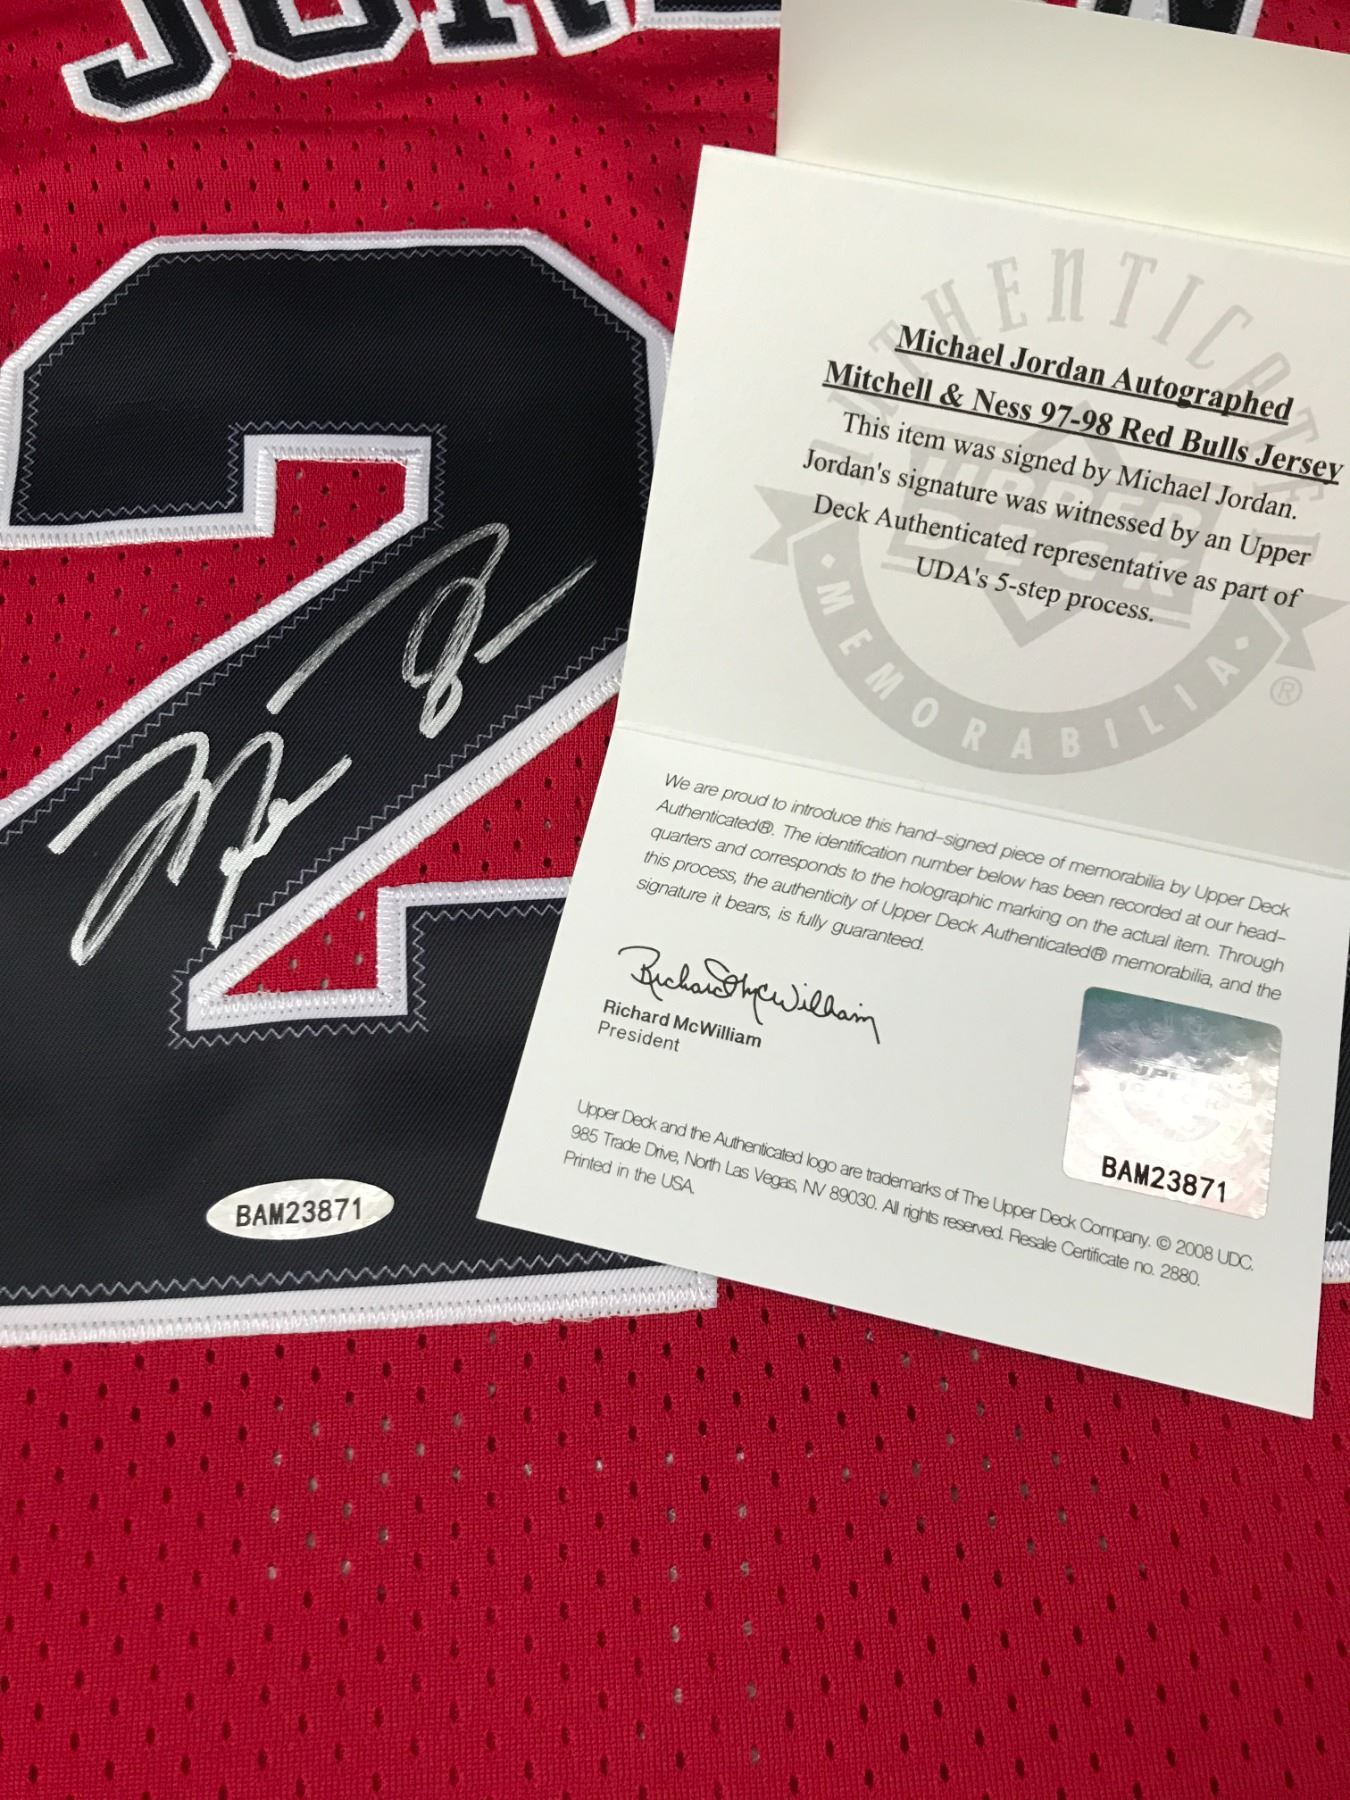 Michael Jordan Autographed
Mitchell & Ness 97-98 Red Bulls Jersey
This item was signed by Michael Jordan.
Jordan's signature was witnessed by an Upper
Deck Authenticated representative as part of
UDA's 5-step process.
AUTHENTICATED
UPPER
DECK
MEMORABILIA ®
We are proud to introduce this hand-signed piece of memorabilia by Upper Deck
Authenticated®. The identification number below has been recorded at our head-
quarters and corresponds to the holographic marking on the actual item. Through
this process, the authenticity of Upper Deck Authenticated® memorabilia, and the
signature it bears, is fully guaranteed.
Richard McWilliam
Richard McWilliam
President
BAM23871
Upper Deck and the Authenticated logo are trademarks of The Upper Deck Company. © 2008 UDC.
985 Trade Drive, North Las Vegas, NV 89030. All rights reserved. Resale Certificate no. 2880.
Printed in the USA.
2
BAM23871